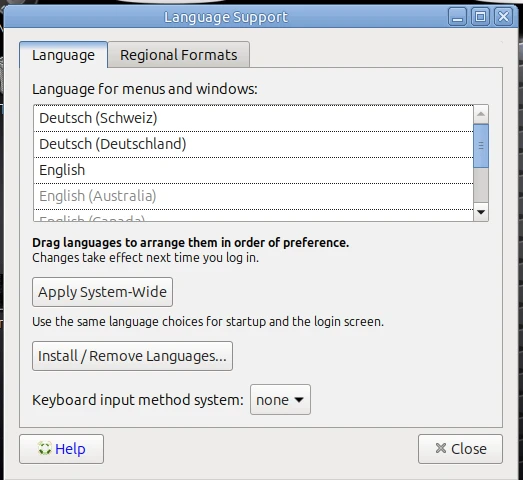 Language Support
Language
Regional Formats
Language for menus and windows:
Deutsch (Schweiz)
Deutsch (Deutschland)
English
English (Australia)
English (Canada)
Drag languages to arrange them in order of preference.
Changes take effect next time you log in.
Apply System-Wide
Use the same language choices for startup and the login screen.
Install / Remove Languages...
Keyboard input method system: none
Help
Close